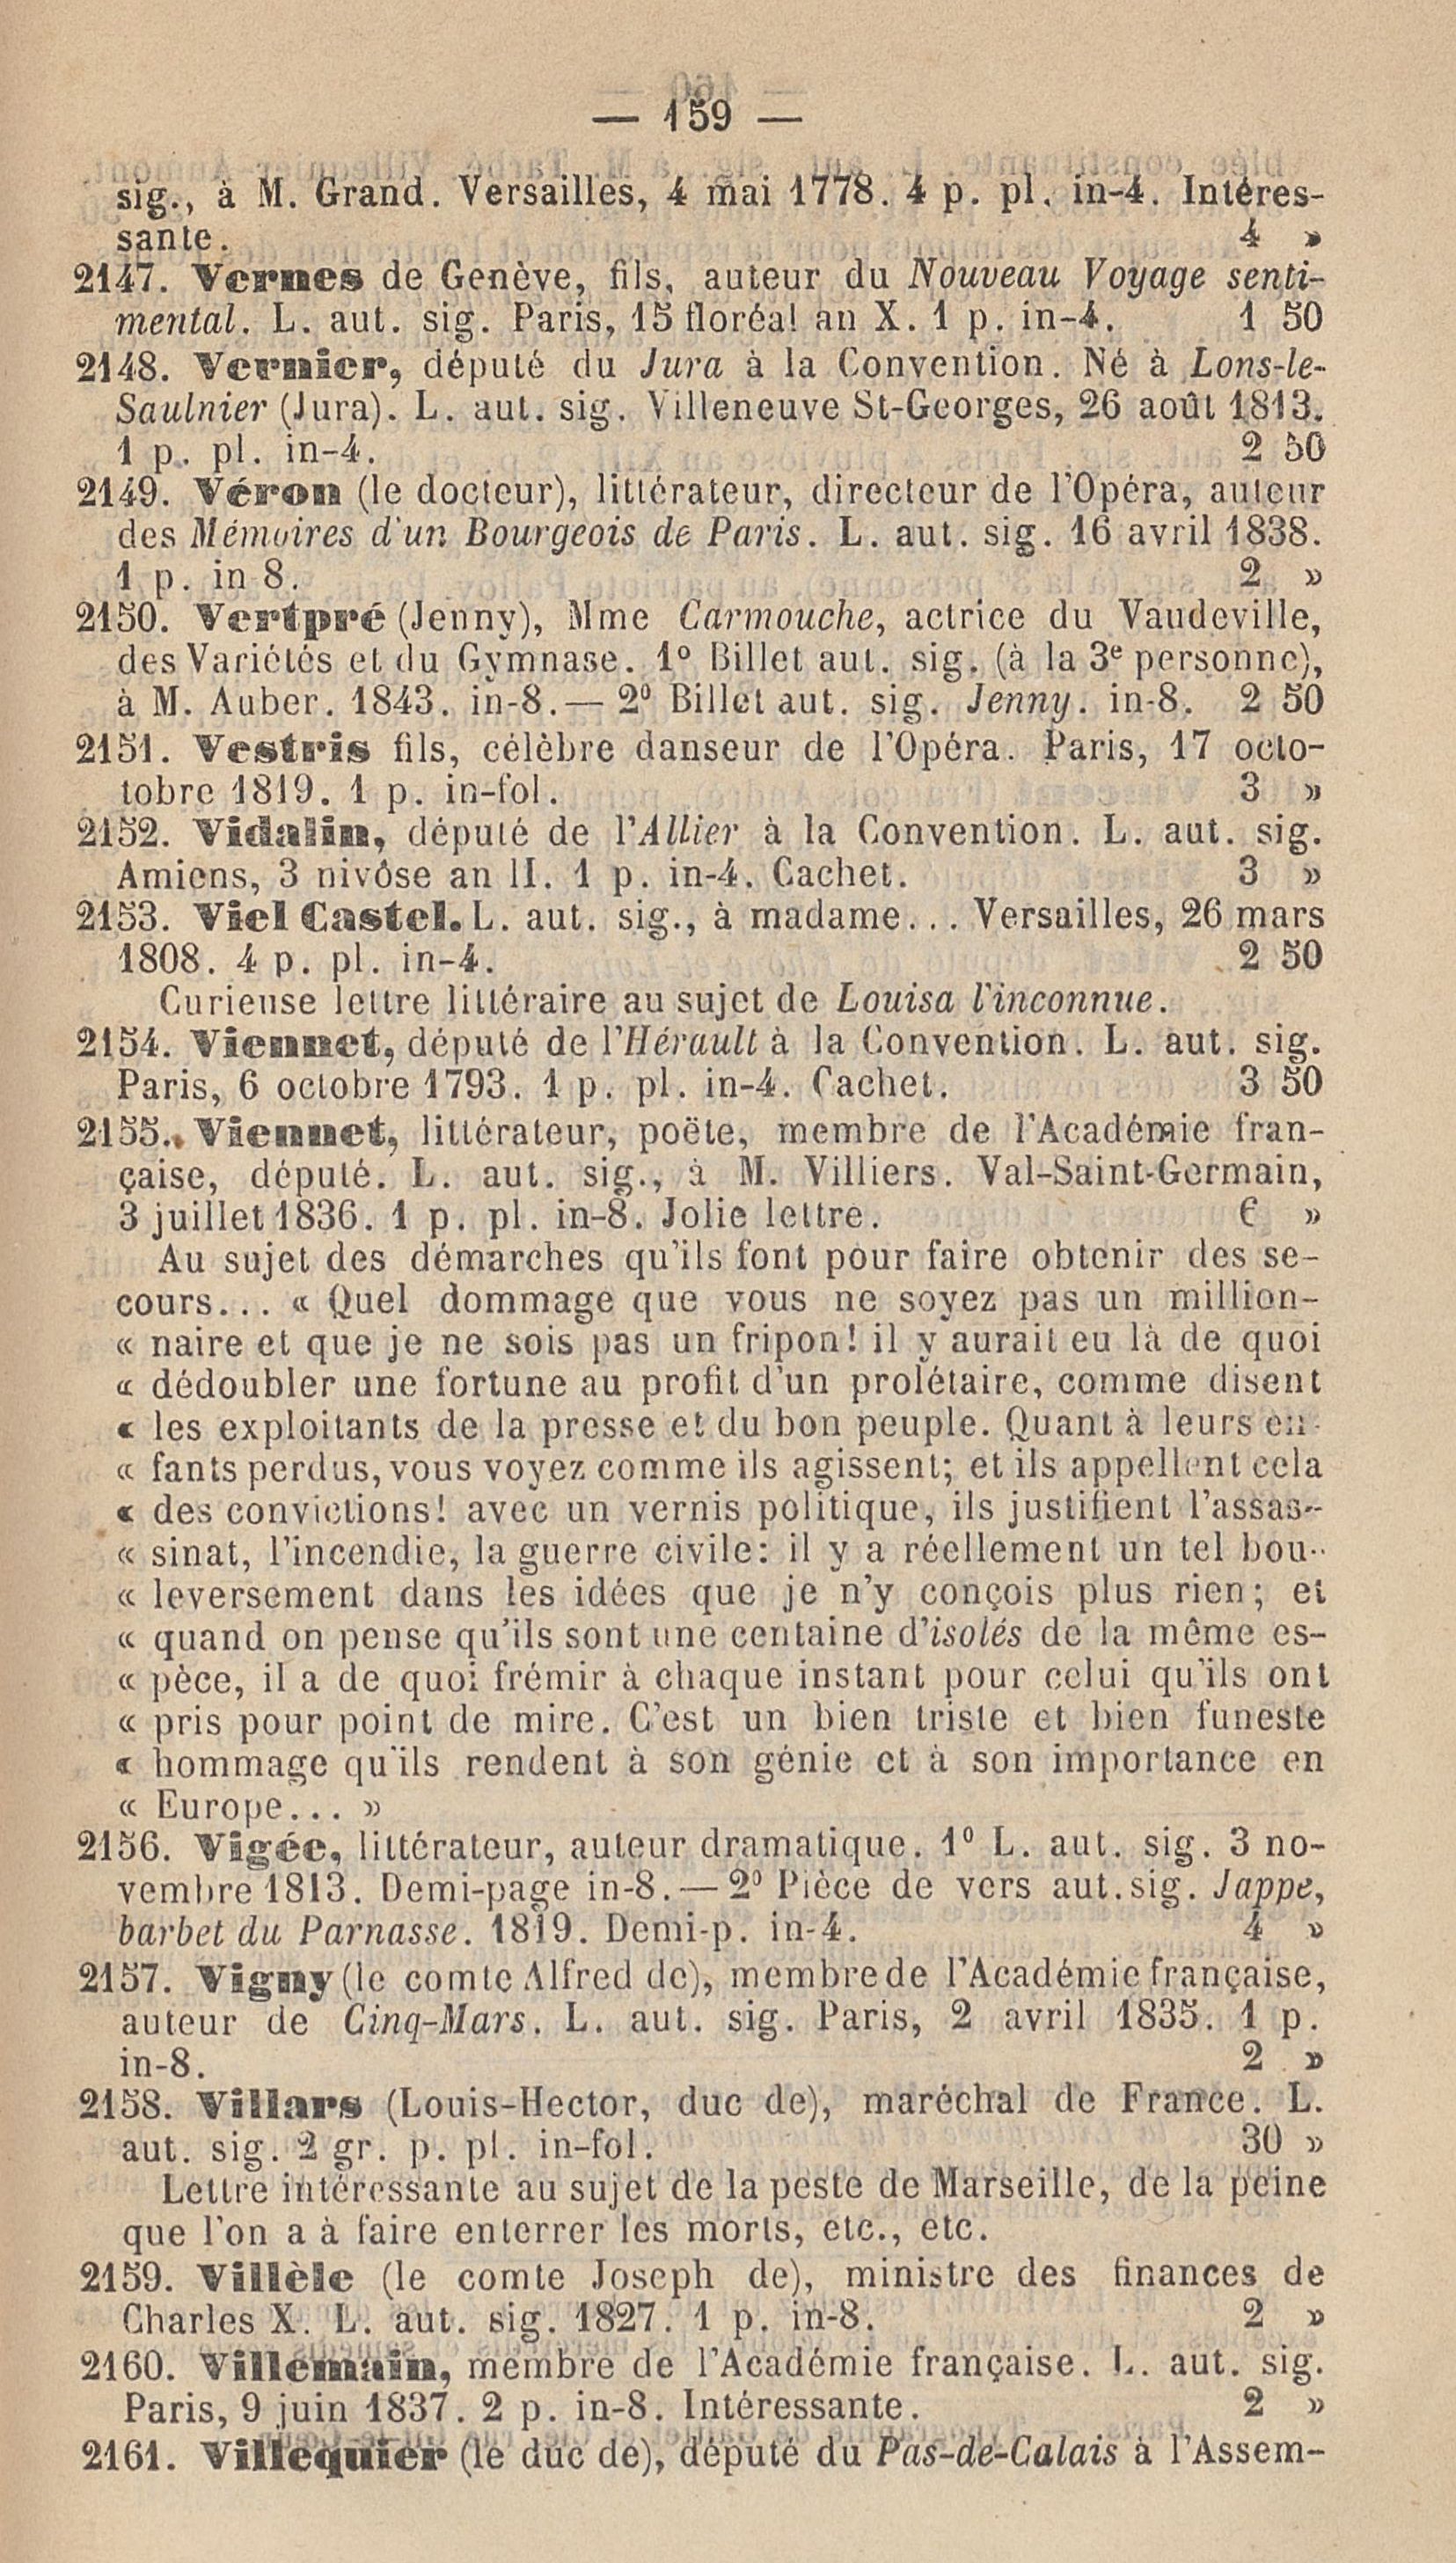 — 159 —
sig., à M. Grand. Versailles, 4 mai 1778. 4 p. pl. in-4. Intéres-
sante. 4 »
2147. Vernes de Genève, fils, auteur du Nouveau Voyage senti-
mental. L. aut. sig. Paris, 15 floréal an X. 1 p. in-4. 1 50
2148. Vernier, député du Jura à la Convention. Né à Lons-le-
Saulnier (Jura). L. aut. sig. Villeneuve St-Georges, 26 août 1813.
1 p. pl. in-4. 2 50
2149. Véron (le docteur), littérateur, directeur de l'Opéra, auteur
des Mémoires d'un Bourgeois de Paris. L. aut. sig. 16 avril 1838.
1 p. in 8. 2 »
2150. Vertpré (Jenny), Mme Carmouche, actrice du Vaudeville,
des Variétés et du Gymnase. 1º Billet aut. sig. (à la 3e personne),
à M. Auber. 1843. in-8. — 2º Billet aut. sig. Jenny. in-8. 2 50
2151. Vestris fils, célèbre danseur de l'Opéra. Paris, 17 octo-
tobre 1819. 1 p. in-fol. 3 »
2152. Vidalin, député de l'Allier à la Convention. L. aut. sig.
Amiens, 3 nivôse an II. 1 p. in-4. Cachet. 3 »
2153. Viel Castel. L. aut. sig., à madame... Versailles, 26 mars
1808. 4 p. pl. in-4. 2 50
Curieuse lettre littéraire au sujet de Louisa l'inconnue.
2154. Viennet, député de l'Hérault à la Convention. L. aut. sig.
Paris, 6 octobre 1793. 1 p. pl. in-4. Cachet. 3 50
2155. Viennet, littérateur, poëte, membre de l'Académie fran-
çaise, député. L. aut. sig., à M. Villiers. Val-Saint-Germain,
3 juillet 1836. 1 p. pl. in-8. Jolie lettre. 6 »
Au sujet des démarches qu'ils font pour faire obtenir des se-
cours... « Quel dommage que vous ne soyez pas un million-
« naire et que je ne sois pas un fripon! il y aurait eu là de quoi
« dédoubler une fortune au profit d'un prolétaire, comme disent
« les exploitants de la presse et du bon peuple. Quant à leurs en-
« fants perdus, vous voyez comme ils agissent; et ils appellent cela
« des convictions! avec un vernis politique, ils justifient l'assas-
« sinat, l'incendie, la guerre civile: il y a réellement un tel bou-
« leversement dans les idées que je n'y conçois plus rien; et
« quand on pense qu'ils sont une centaine d'isolés de la même es-
« pèce, il a de quoi frémir à chaque instant pour celui qu'ils ont
« pris pour point de mire. C'est un bien triste et bien funeste
« hommage qu'ils rendent à son génie et à son importance en
« Europe... »
2156. Vigée, littérateur, auteur dramatique. 1º L. aut. sig. 3 no-
vembre 1813. Demi-page in-8. — 2º Pièce de vers aut. sig. Jappe,
barbet du Parnasse. 1819. Demi-p. in-4. 4 »
2157. Vigny (le comte Alfred de), membre de l'Académie française,
auteur de Cinq-Mars. L. aut. sig. Paris, 2 avril 1835. 1 p.
in-8. 2 »
2158. Villars (Louis-Hector, duc de), maréchal de France. L.
aut. sig. 2 gr. p. pl. in-fol. 30 »
Lettre intéressante au sujet de la peste de Marseille, de la peine
que l'on a à faire enterrer les morts, etc., etc.
2159. Villèle (le comte Joseph de), ministre des finances de
Charles X. L. aut. sig. 1827. 1 p. in-8. 2 »
2160. Villemain, membre de l'Académie française. L. aut. sig.
Paris, 9 juin 1837. 2 p. in-8. Intéressante. 2 »
2161. Villequier (le duc de), député du Pas-de-Calais à l'Assem-